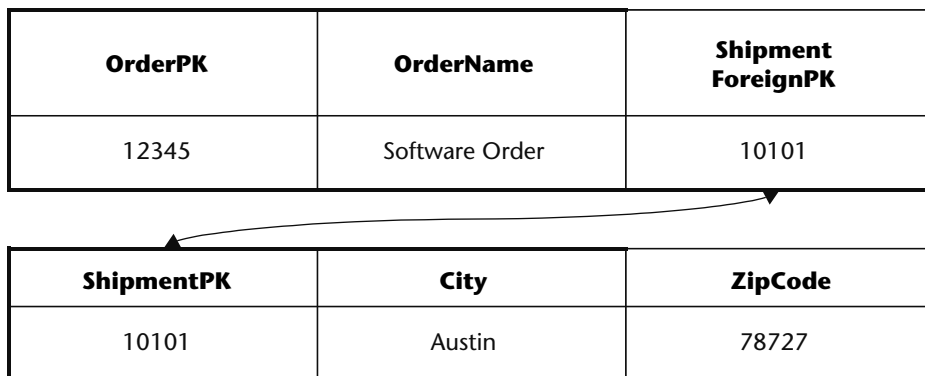 OrderPK OrderName Shipment
ForeignPK
12345 Software Order 10101
ShipmentPK City ZipCode
10101 Austin 78727